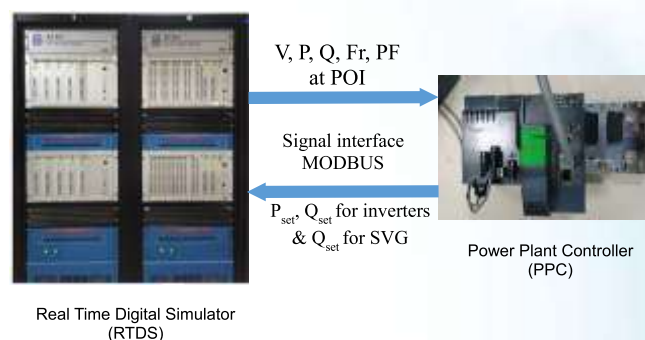 V, P, Q, Fr, PF
at POI
Signal interface
MODBUS
Pset, Qset for inverters
& Qset for SVG
Power Plant Controller
(PPC)
Real Time Digital Simulator
(RTDS)